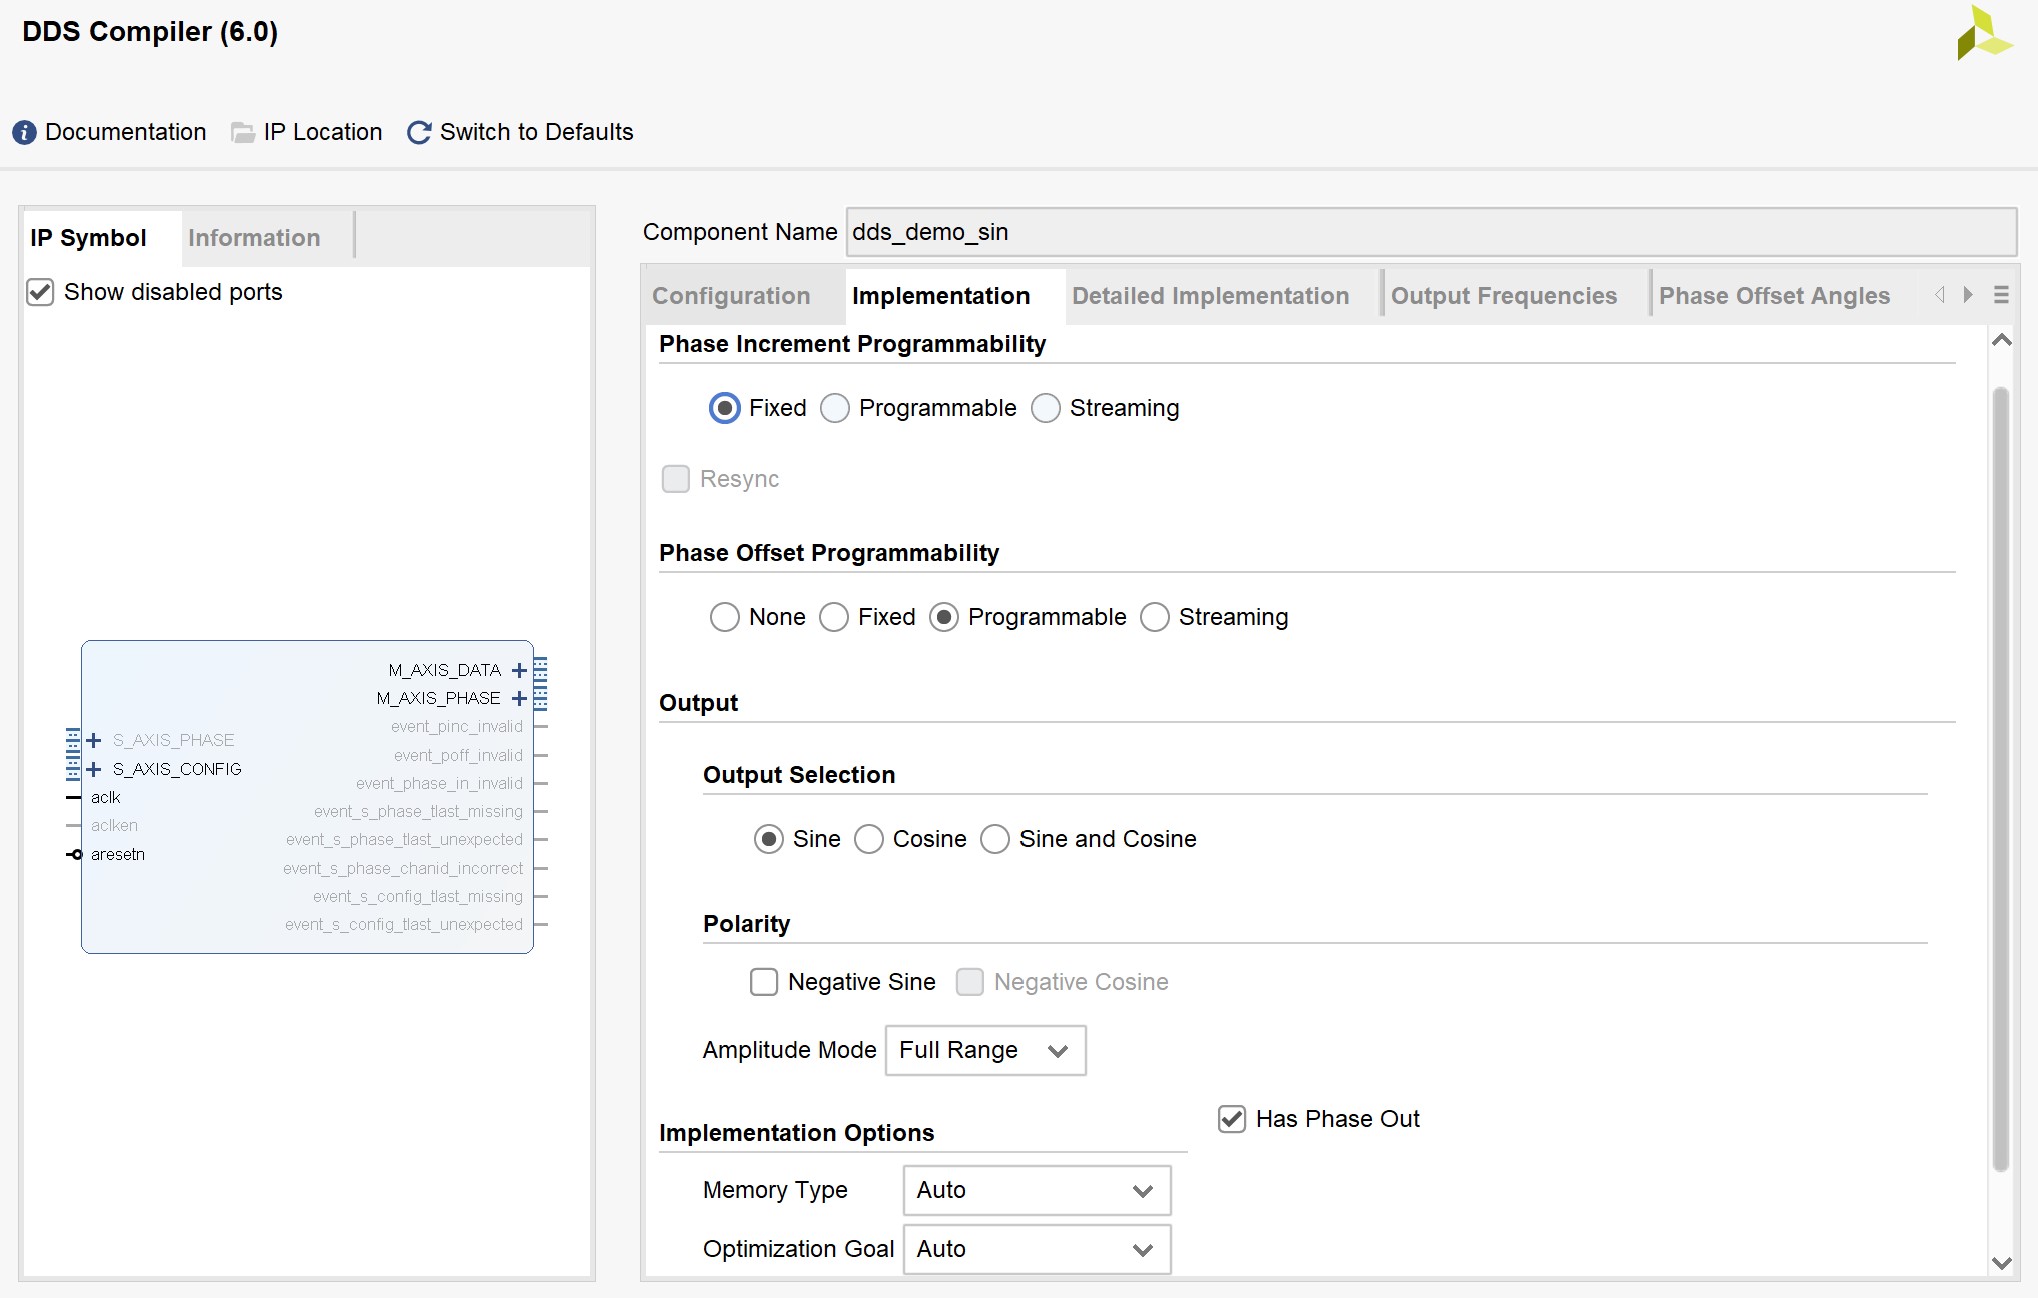 DDS Compiler (6.0)
Documentation IP Location Switch to Defaults
IP Symbol Information
Show disabled ports
M_AXIS_DATA
M_AXIS_PHASE
event_pinc_invalid
S_AXIS_PHASE
event_poff_invalid
S_AXIS_CONFIG
event_phase_in_invalid
aclk
event_s_phase_tlast_missing
aclken
event_s_phase_tlast_unexpected
aresetn
event_s_phase_chanid_incorrect
event_s_config_tlast_missing
event_s_config_tlast_unexpected
Component Name dds_demo_sin
Configuration Implementation Detailed Implementation Output Frequencies Phase Offset Angles
Phase Increment Programmability
Fixed Programmable Streaming
Resync
Phase Offset Programmability
None Fixed Programmable Streaming
Output
Output Selection
Sine Cosine Sine and Cosine
Polarity
Negative Sine Negative Cosine
Amplitude Mode Full Range
Has Phase Out
Implementation Options
Memory Type Auto
Optimization Goal Auto